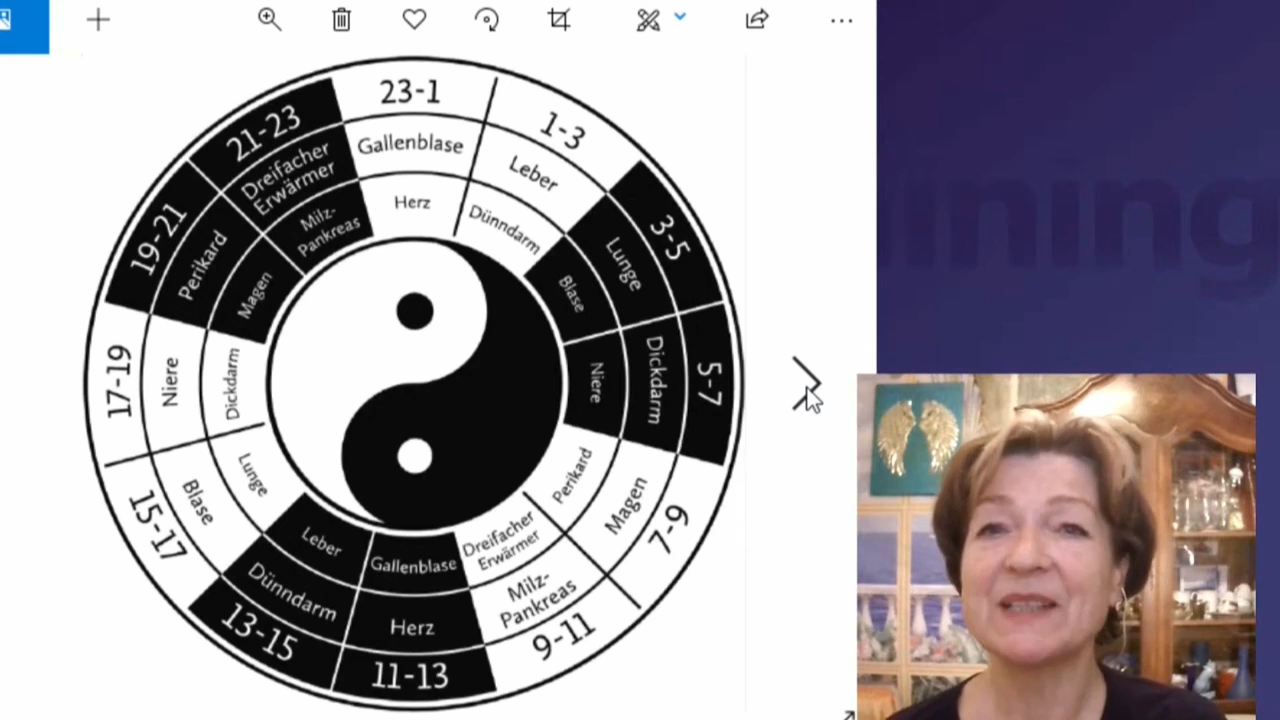 23-1
Gallenblase
Herz
1-3
Leber
Dünndarm
3-5
Lunge
Blase
5-7
Dickdarm
Niere
7-9
Magen
Perikard
9-11
Milz-
Pankreas
Dreifacher
Erwärmer
11-13
Herz
Gallenblase
13-15
Dünndarm
Leber
15-17
Blase
Lunge
17-19
Niere
Dickdarm
19-21
Perikard
Magen
21-23
Dreifacher
Erwärmer
Milz-
Pankreas